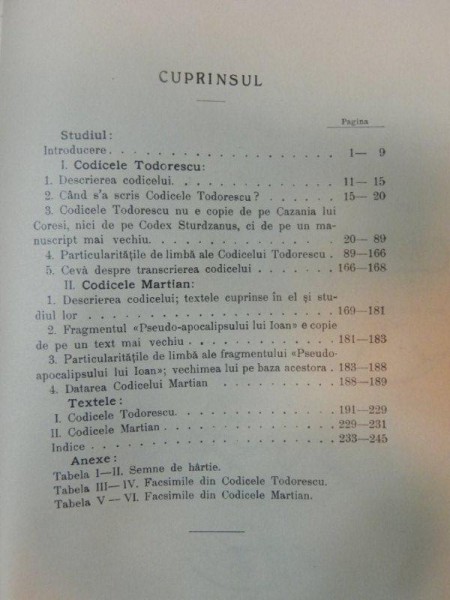 CUPRINSUL
Pagina
Studiul:
Introducere . . . . . . . . . . . . . . . . 1— 9
I. Codicele Todorescu:
1. Descrierea codicelui. . . . . . . . . . . . 11— 15
2. Când s'a scris Codicele Todorescu? . . . . . 15— 20
3. Codicele Todorescu nu e copie de pe Cazania lui
Coresi, nici de pe Codex Sturdzanus, ci de pe un ma-
nuscript mai vechiu. . . . . . . . . . . . . 20— 89
4. Particularitățile de limbă ale Codicelui Todorescu . 89—166
5. Cevà despre transcrierea codicelui . . . . . . 166—168
II. Codicele Martian:
1. Descrierea codicelui; textele cuprinse în el și stu-
diul lor . . . . . . . . . . . . . . . . 169—181
2. Fragmentul «Pseudo-apocalipsului lui Ioan» e copie
de pe un text mai vechiu . . . . . . . . . . 181—183
3. Particularitățile de limbă ale fragmentului «Pseudo-
apocalipsului lui Ioan»; vechimea lui pe baza acestora . 183—188
4. Datarea Codicelui Martian . . . . . . . . 188—189
Textele:
I. Codicele Todorescu. . . . . . . . . . . . 191—229
II. Codicele Martian . . . . . . . . . . . . 229—231
Indice . . . . . . . . . . . . . . . . . 233—245
Anexe:
Tabela I—II. Semne de hârtie.
Tabela III—IV. Facsimile din Codicele Todorescu.
Tabela V—VI. Facsimile din Codicele Martian.